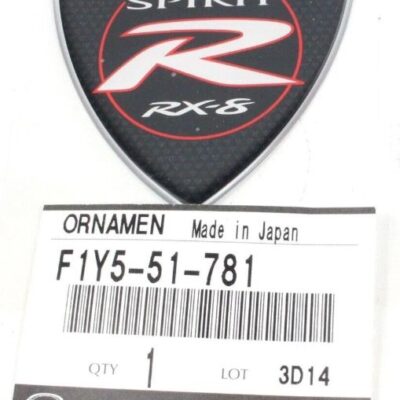 SPIRIT
R
RX-8
ORNAMEN Made in Japan
F1Y5-51-781
QTY 1 LOT 3D14